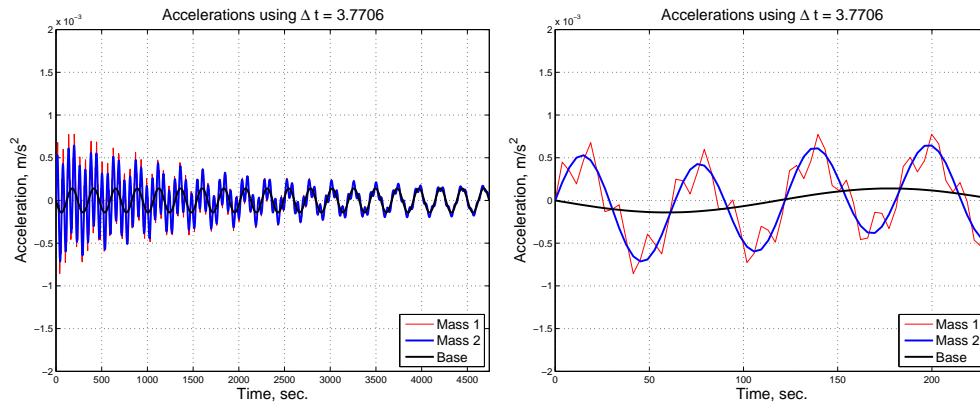 Accelerations using Δ t = 3.7706
x 10⁻³
2
1.5
1
0.5
0
−0.5
−1
−1.5
−2
Acceleration, m/s²
0 500 1000 1500 2000 2500 3000 3500 4000 4500
Time, sec.
Mass 1
Mass 2
Base
Accelerations using Δ t = 3.7706
x 10⁻³
2
1.5
1
0.5
0
−0.5
−1
−1.5
−2
Acceleration, m/s²
0 50 100 150 200
Time, sec.
Mass 1
Mass 2
Base